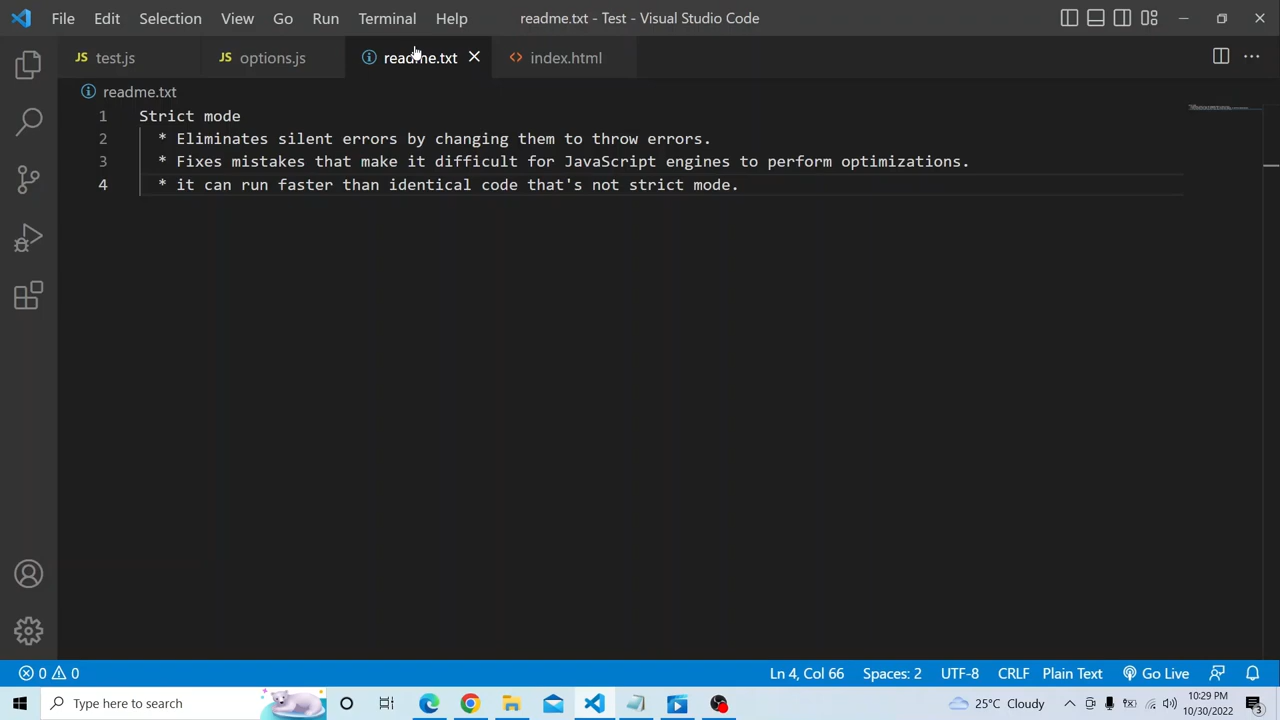 File Edit Selection View Go Run Terminal Help readme.txt - Test - Visual Studio Code
JS test.js JS options.js readme.txt index.html
readme.txt
1 Strict mode
2 * Eliminates silent errors by changing them to throw errors.
3 * Fixes mistakes that make it difficult for JavaScript engines to perform optimizations.
4 * it can run faster than identical code that's not strict mode.
0 0 Ln 4, Col 66 Spaces: 2 UTF-8 CRLF Plain Text Go Live
Type here to search 25°C Cloudy 10:29 PM
10/30/2022 3